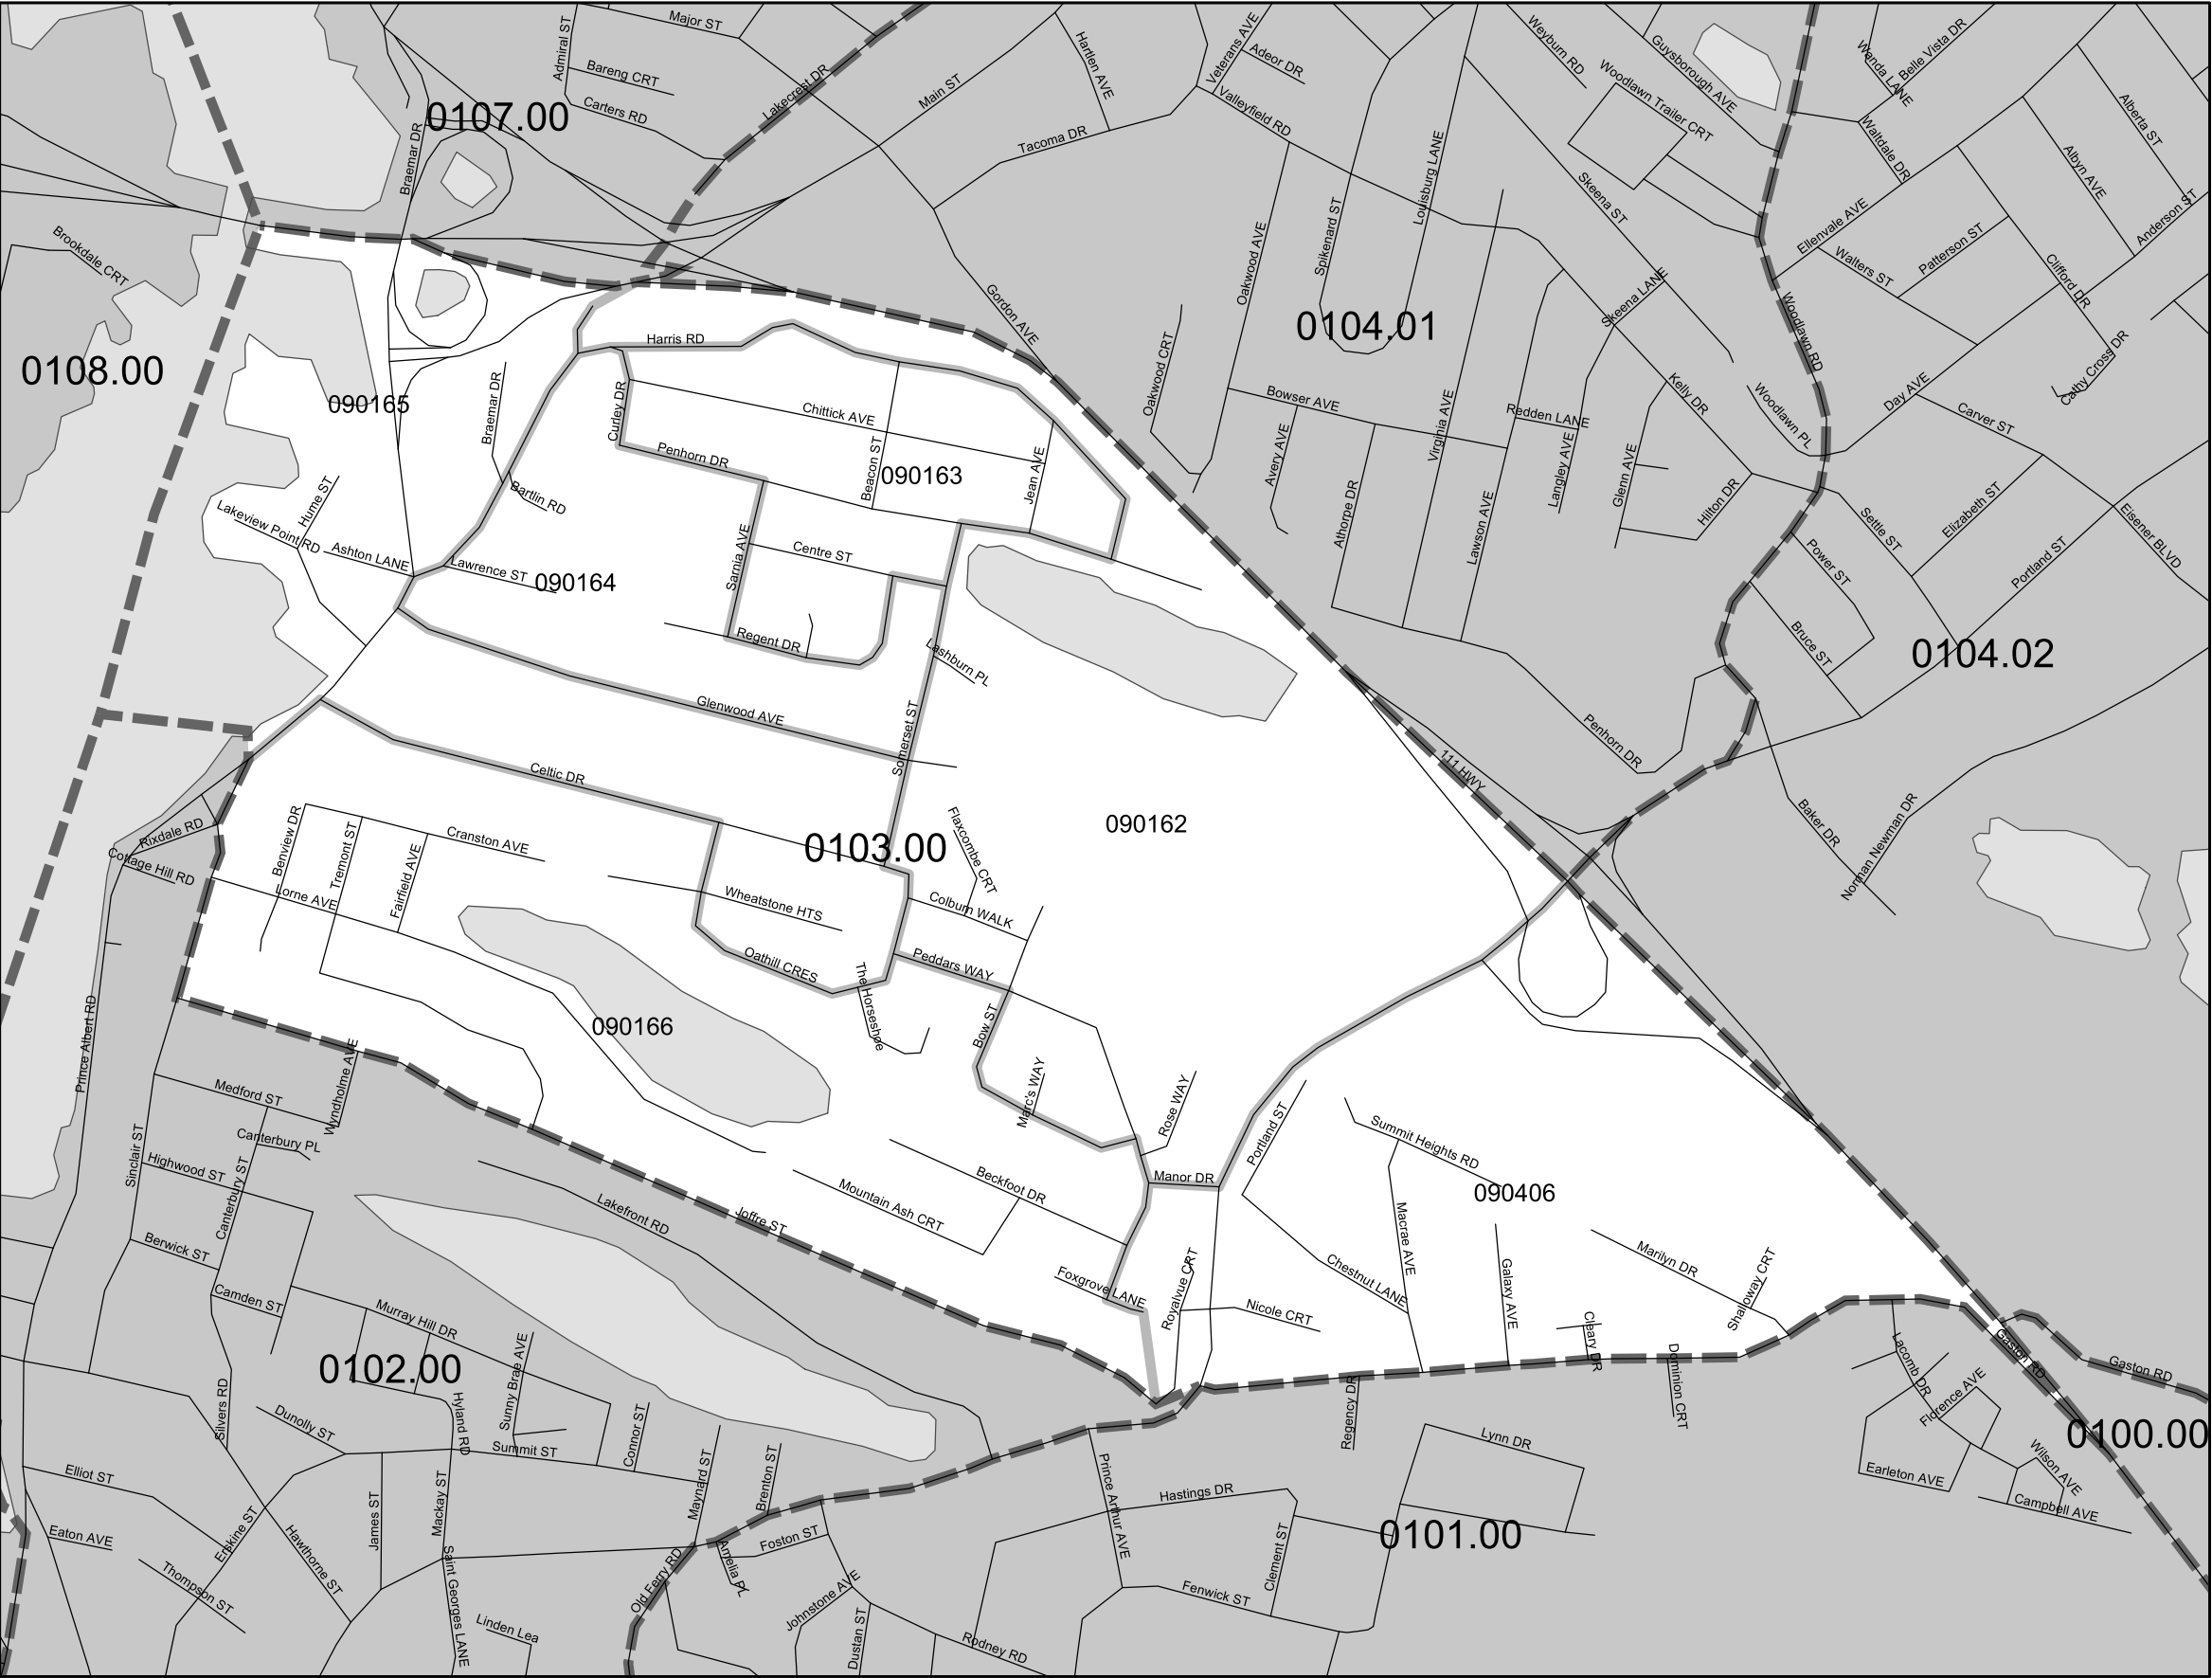 Major ST
Admiral ST
Bareng CRT
Carters RD
Lakecrest DR
Main ST
Hartlen AVE
Veterans AVE
Adeor DR
Valleyfield RD
Tacoma DR
Weyburn RD
Guysborough AVE
Woodlawn Trailer CRT
Wanda LANE
Belle Vista DR
Waltdale DR
Alberta ST
Albyn AVE
Anderson ST
0107.00
Braemar DR
Louisburg LANE
Skeena ST
Ellenvale AVE
Walters ST
Patterson ST
Clifford DR
Brookdale CRT
Gordon AVE
Oakwood AVE
Spikenard ST
Skeena LANE
Woodlawn RD
Cathy Cross DR
0108.00
0104.01
Harris RD
090165
Braemar DR
Curley DR
Chittick AVE
Oakwood CRT
Bowser AVE
Virginia AVE
Redden LANE
Kelly DR
Woodlawn PL
Day AVE
Carver ST
Penhorn DR
Beacon ST
090163
Jean AVE
Avery AVE
Langley AVE
Glenn AVE
Hilton DR
Hume ST
Bartlin RD
Athorpe DR
Lawson AVE
Settle ST
Elizabeth ST
Eisener BLVD
Lakeview Point RD
Ashton LANE
Lawrence ST
090164
Sarnia AVE
Centre ST
Power ST
Portland ST
Regent DR
Lashburn PL
Bruce ST
0104.02
Glenwood AVE
Somerset ST
Penhorn DR
111 HWY
Celtic DR
Baker DR
Norman Newman DR
Rixdale RD
Cottage Hill RD
Benview DR
Tremont ST
Fairfield AVE
Cranston AVE
0103.00
Flaxcombe CRT
090162
Lorne AVE
Wheatstone HTS
Colburn WALK
Peddars WAY
Oathill CRES
The Horseshoe
Bow ST
090166
Prince Albert RD
Marc's WAY
Rose WAY
Medford ST
Wyndholme AVE
Canterbury PL
Sinclair ST
Highwood ST
Canterbury ST
Portland ST
Summit Heights RD
Manor DR
Beckfoot DR
Mountain Ash CRT
090406
Lakefront RD
Joffre ST
Berwick ST
Camden ST
Macrae AVE
Marilyn DR
Shalloway CRT
Foxgrove LANE
Royalvue CRT
Nicole CRT
Chestnut LANE
Galaxy AVE
Cleary DR
Dominion CRT
Murray Hill DR
0102.00
Sunny Brae AVE
Hyland RD
Silvers RD
Dunolly ST
Summit ST
Connor ST
Maynard ST
Brenton ST
Regency DR
Lacomb DR
Florence AVE
Gaston RD
Gaston RD
0100.00
Lynn DR
Earleton AVE
Wilson AVE
Campbell AVE
Elliot ST
Eaton AVE
Erskine ST
Hawthorne ST
James ST
Mackay ST
Thompson ST
Saint Georges LANE
Linden Lea
Old Ferry RD
Amelia PL
Foston ST
Johnstone AVE
Dustan ST
Rodney RD
Prince Arthur AVE
Hastings DR
Clement ST
Fenwick ST
0101.00